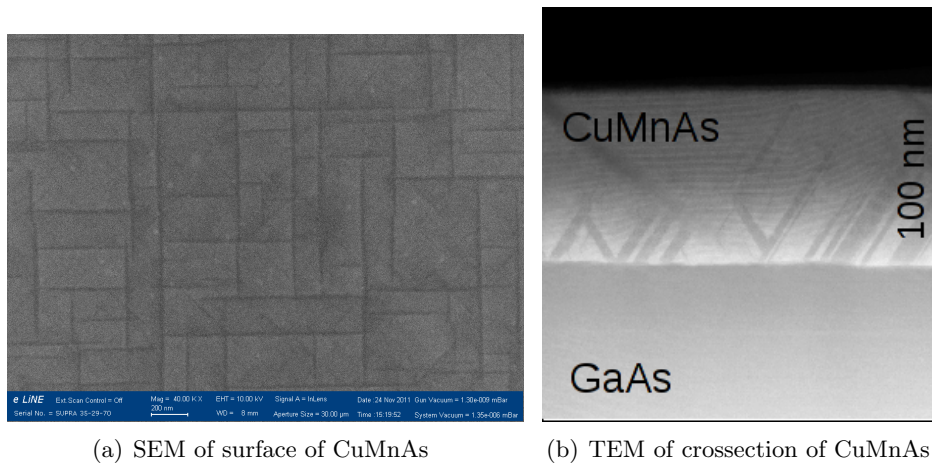 CuMnAs
100 nm
GaAs
e LiNE Ext.Scan Control = Off Mag = 40.00 K X EHT = 10.00 kV Signal A = InLens Date :24 Nov 2011 Gun Vacuum = 1.30e-009 mBar
200 nm
Serial No. = SUPRA 35-29-70 WD = 8 mm Aperture Size = 30.00 µm Time :15:19:52 System Vacuum = 1.35e-006 mBar
(a) SEM of surface of CuMnAs
(b) TEM of crossection of CuMnAs